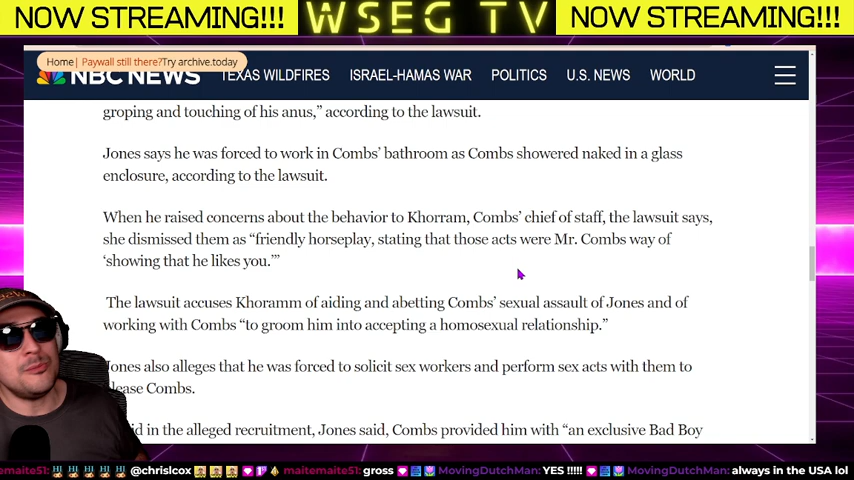 NOW STREAMING!!! WSEG TV NOW STREAMING!!!
Home| Paywall still there?Try archive.today
NBC NEWS TEXAS WILDFIRES ISRAEL-HAMAS WAR POLITICS U.S. NEWS WORLD
groping and touching of his anus,” according to the lawsuit.
Jones says he was forced to work in Combs’ bathroom as Combs showered naked in a glass
enclosure, according to the lawsuit.
When he raised concerns about the behavior to Khorram, Combs’ chief of staff, the lawsuit says,
she dismissed them as “friendly horseplay, stating that those acts were Mr. Combs way of
‘showing that he likes you.’”
The lawsuit accuses Khoramm of aiding and abetting Combs’ sexual assault of Jones and of
working with Combs “to groom him into accepting a homosexual relationship.”
Jones also alleges that he was forced to solicit sex workers and perform sex acts with them to
please Combs.
in the alleged recruitment, Jones said, Combs provided him with “an exclusive Bad Boy
maitemaite51: HI HI HI HI HI @chrislcox maitemaite51: gross MovingDutchMan: YES !!!!! MovingDutchMan: always in the USA lol